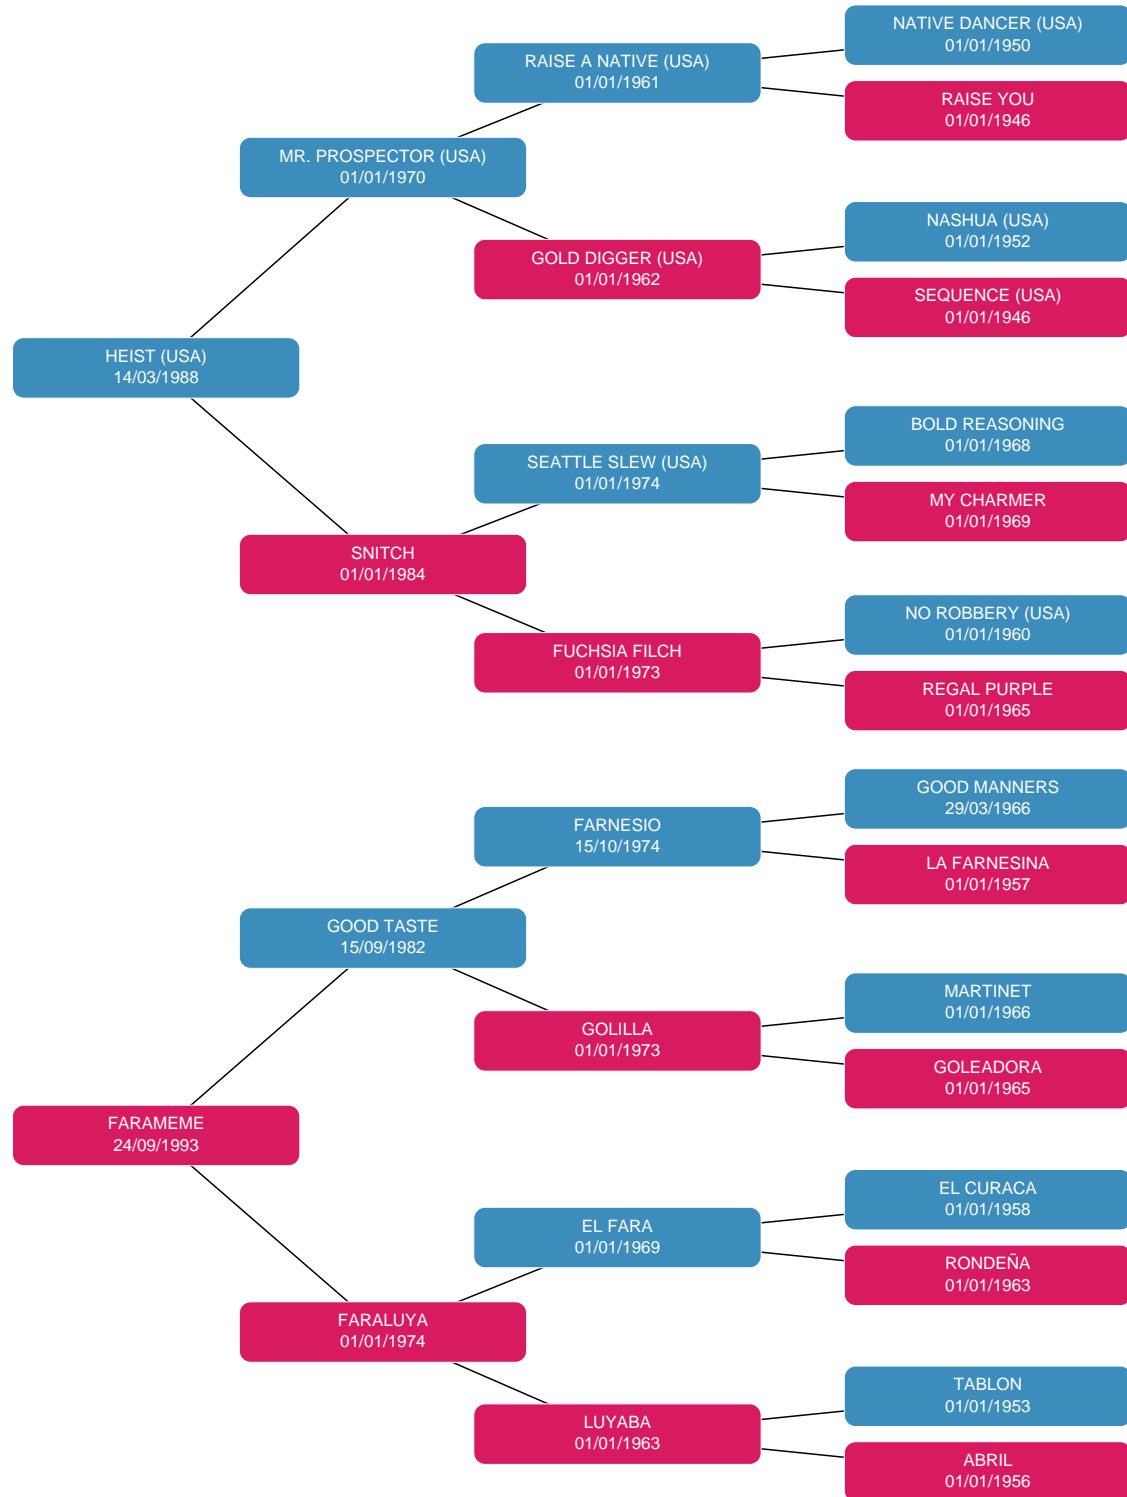 NATIVE DANCER (USA)
01/01/1950
RAISE A NATIVE (USA)
01/01/1961
RAISE YOU
01/01/1946
MR. PROSPECTOR (USA)
01/01/1970
NASHUA (USA)
01/01/1952
GOLD DIGGER (USA)
01/01/1962
SEQUENCE (USA)
01/01/1946
HEIST (USA)
14/03/1988
BOLD REASONING
01/01/1968
SEATTLE SLEW (USA)
01/01/1974
MY CHARMER
01/01/1969
SNITCH
01/01/1984
NO ROBBERY (USA)
01/01/1960
FUCHSIA FILCH
01/01/1973
REGAL PURPLE
01/01/1965
GOOD MANNERS
29/03/1966
FARNESIO
15/10/1974
LA FARNESINA
01/01/1957
GOOD TASTE
15/09/1982
MARTINET
01/01/1966
GOLILLA
01/01/1973
GOLEADORA
01/01/1965
FARAMEME
24/09/1993
EL CURACA
01/01/1958
EL FARA
01/01/1969
RONDEÑA
01/01/1963
FARALUYA
01/01/1974
TABLON
01/01/1953
LUYABA
01/01/1963
ABRIL
01/01/1956